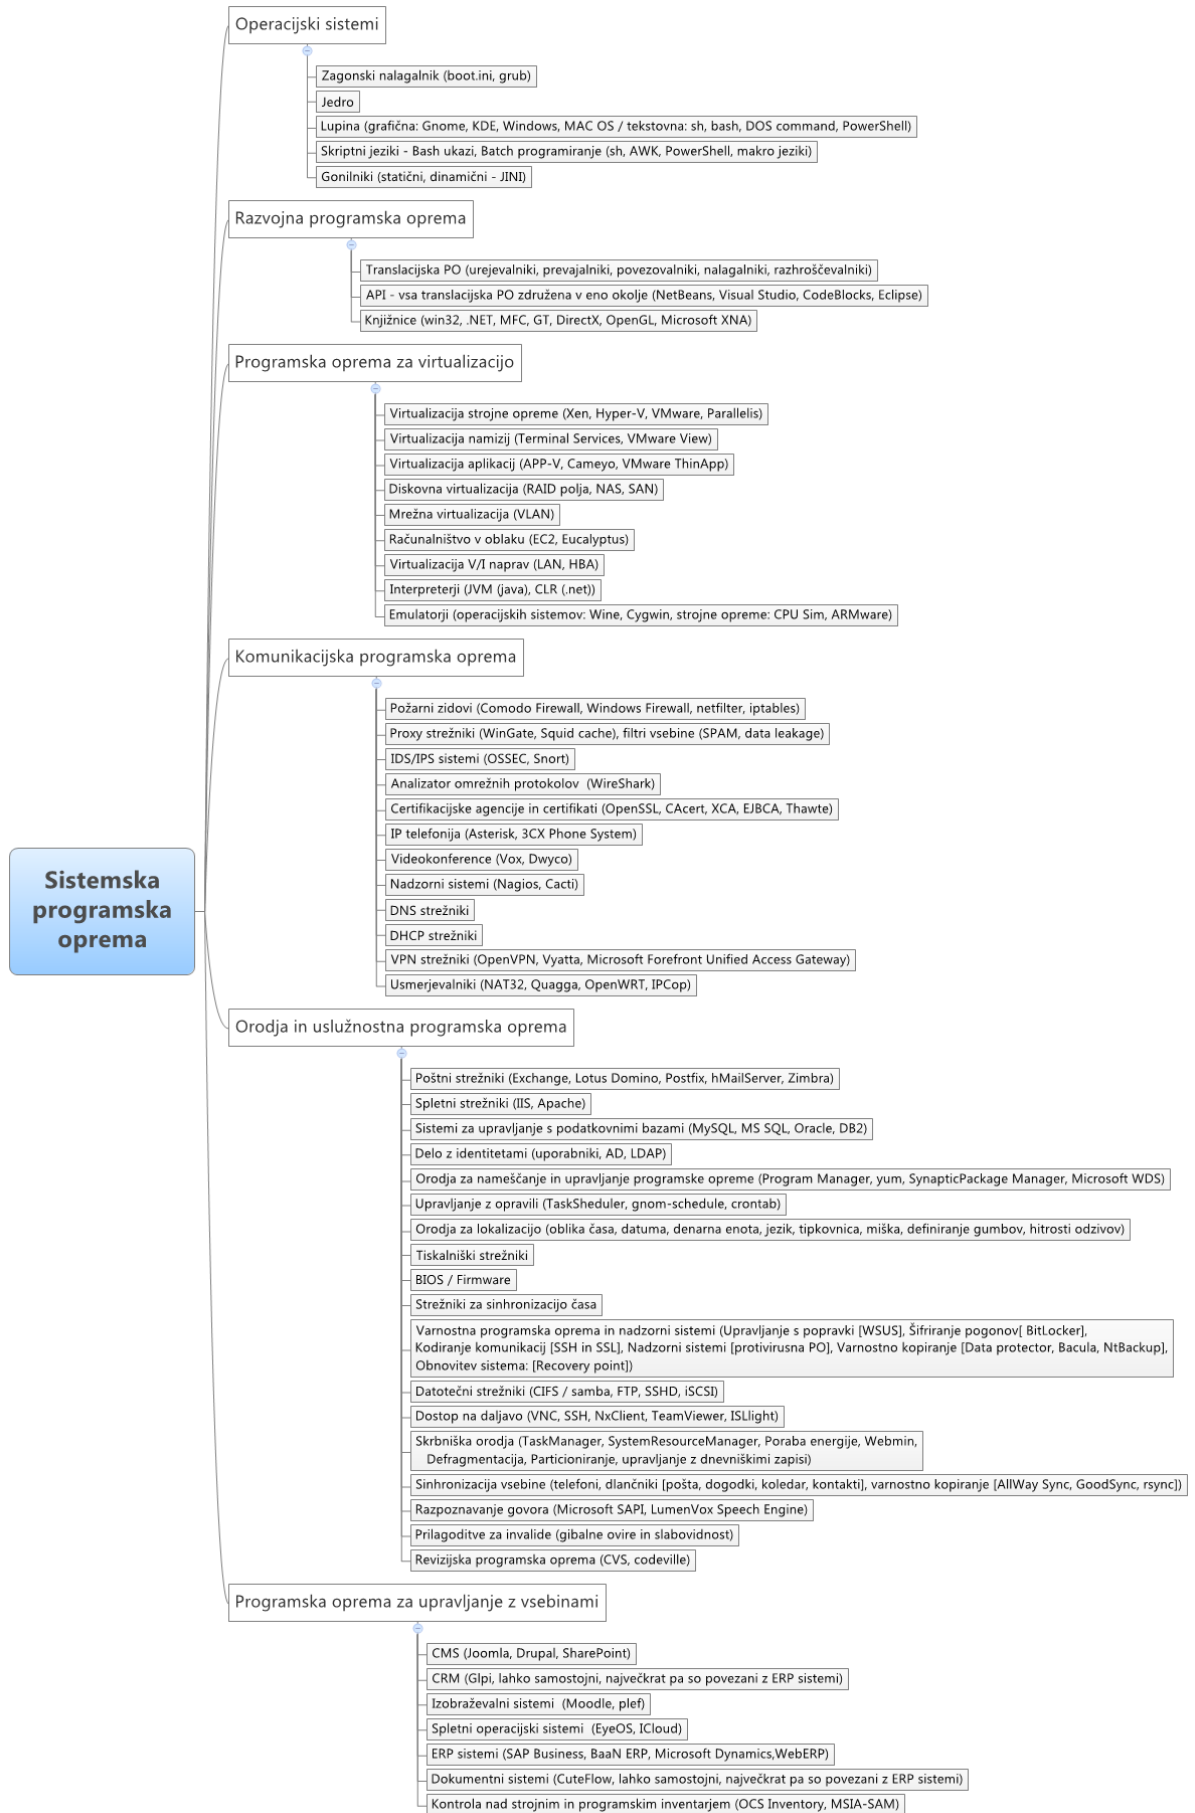 Operacijski sistemi
Zagonski nalagalnik (boot.ini, grub)
Jedro
Lupina (grafična: Gnome, KDE, Windows, MAC OS / tekstovna: sh, bash, DOS command, PowerShell)
Skriptni jeziki - Bash ukazi, Batch programiranje (sh, AWK, PowerShell, makro jeziki)
Gonilniki (statični, dinamični - JINI)
Razvojna programska oprema
Translacijska PO (urejevalniki, prevajalniki, povezovalniki, nalagalniki, razhroščevalniki)
API - vsa translacijska PO združena v eno okolje (NetBeans, Visual Studio, CodeBlocks, Eclipse)
Knjižnice (win32, .NET, MFC, GT, DirectX, OpenGL, Microsoft XNA)
Programska oprema za virtualizacijo
Virtualizacija strojne opreme (Xen, Hyper-V, VMware, Parallelis)
Virtualizacija namizij (Terminal Services, VMware View)
Virtualizacija aplikacij (APP-V, Cameyo, VMware ThinApp)
Diskovna virtualizacija (RAID polja, NAS, SAN)
Mrežna virtualizacija (VLAN)
Računalništvo v oblaku (EC2, Eucalyptus)
Virtualizacija V/I naprav (LAN, HBA)
Interpreterji (JVM (java), CLR (.net))
Emulatorji (operacijskih sistemov: Wine, Cygwin, strojne opreme: CPU Sim, ARMware)
Komunikacijska programska oprema
Požarni zidovi (Comodo Firewall, Windows Firewall, netfilter, iptables)
Proxy strežniki (WinGate, Squid cache), filtri vsebine (SPAM, data leakage)
IDS/IPS sistemi (OSSEC, Snort)
Analizator omrežnih protokolov  (WireShark)
Certifikacijske agencije in certifikati (OpenSSL, CAcert, XCA, EJBCA, Thawte)
IP telefonija (Asterisk, 3CX Phone System)
Videokonference (Vox, Dwyco)
Nadzorni sistemi (Nagios, Cacti)
DNS strežniki
DHCP strežniki
VPN strežniki (OpenVPN, Vyatta, Microsoft Forefront Unified Access Gateway)
Usmerjevalniki (NAT32, Quagga, OpenWRT, IPCop)
Sistemska
programska
oprema
Orodja in uslužnostna programska oprema
Poštni strežniki (Exchange, Lotus Domino, Postfix, hMailServer, Zimbra)
Spletni strežniki (IIS, Apache)
Sistemi za upravljanje s podatkovnimi bazami (MySQL, MS SQL, Oracle, DB2)
Delo z identitetami (uporabniki, AD, LDAP)
Orodja za nameščanje in upravljanje programske opreme (Program Manager, yum, SynapticPackage Manager, Microsoft WDS)
Upravljanje z opravili (TaskSheduler, gnom-schedule, crontab)
Orodja za lokalizacijo (oblika časa, datuma, denarna enota, jezik, tipkovnica, miška, definiranje gumbov, hitrosti odzivov)
Tiskalniški strežniki
BIOS / Firmware
Strežniki za sinhronizacijo časa
Varnostna programska oprema in nadzorni sistemi (Upravljanje s popravki [WSUS], Šifriranje pogonov[ BitLocker],
Kodiranje komunikacij [SSH in SSL], Nadzorni sistemi [protivirusna PO], Varnostno kopiranje [Data protector, Bacula, NtBackup],
Obnovitev sistema: [Recovery point])
Datotečni strežniki (CIFS / samba, FTP, SSHD, iSCSI)
Dostop na daljavo (VNC, SSH, NxClient, TeamViewer, ISLlight)
Skrbniška orodja (TaskManager, SystemResourceManager, Poraba energije, Webmin,
Defragmentacija, Particioniranje, upravljanje z dnevniškimi zapisi)
Sinhronizacija vsebine (telefoni, dlančniki [pošta, dogodki, koledar, kontakti], varnostno kopiranje [AllWay Sync, GoodSync, rsync])
Razpoznavanje govora (Microsoft SAPI, LumenVox Speech Engine)
Prilagoditve za invalide (gibalne ovire in slabovidnost)
Revizijska programska oprema (CVS, codeville)
Programska oprema za upravljanje z vsebinami
CMS (Joomla, Drupal, SharePoint)
CRM (Glpi, lahko samostojni, največkrat pa so povezani z ERP sistemi)
Izobraževalni sistemi  (Moodle, plef)
Spletni operacijski sistemi  (EyeOS, ICloud)
ERP sistemi (SAP Business, BaaN ERP, Microsoft Dynamics,WebERP)
Dokumentni sistemi (CuteFlow, lahko samostojni, največkrat pa so povezani z ERP sistemi)
Kontrola nad strojnim in programskim inventarjem (OCS Inventory, MSIA-SAM)